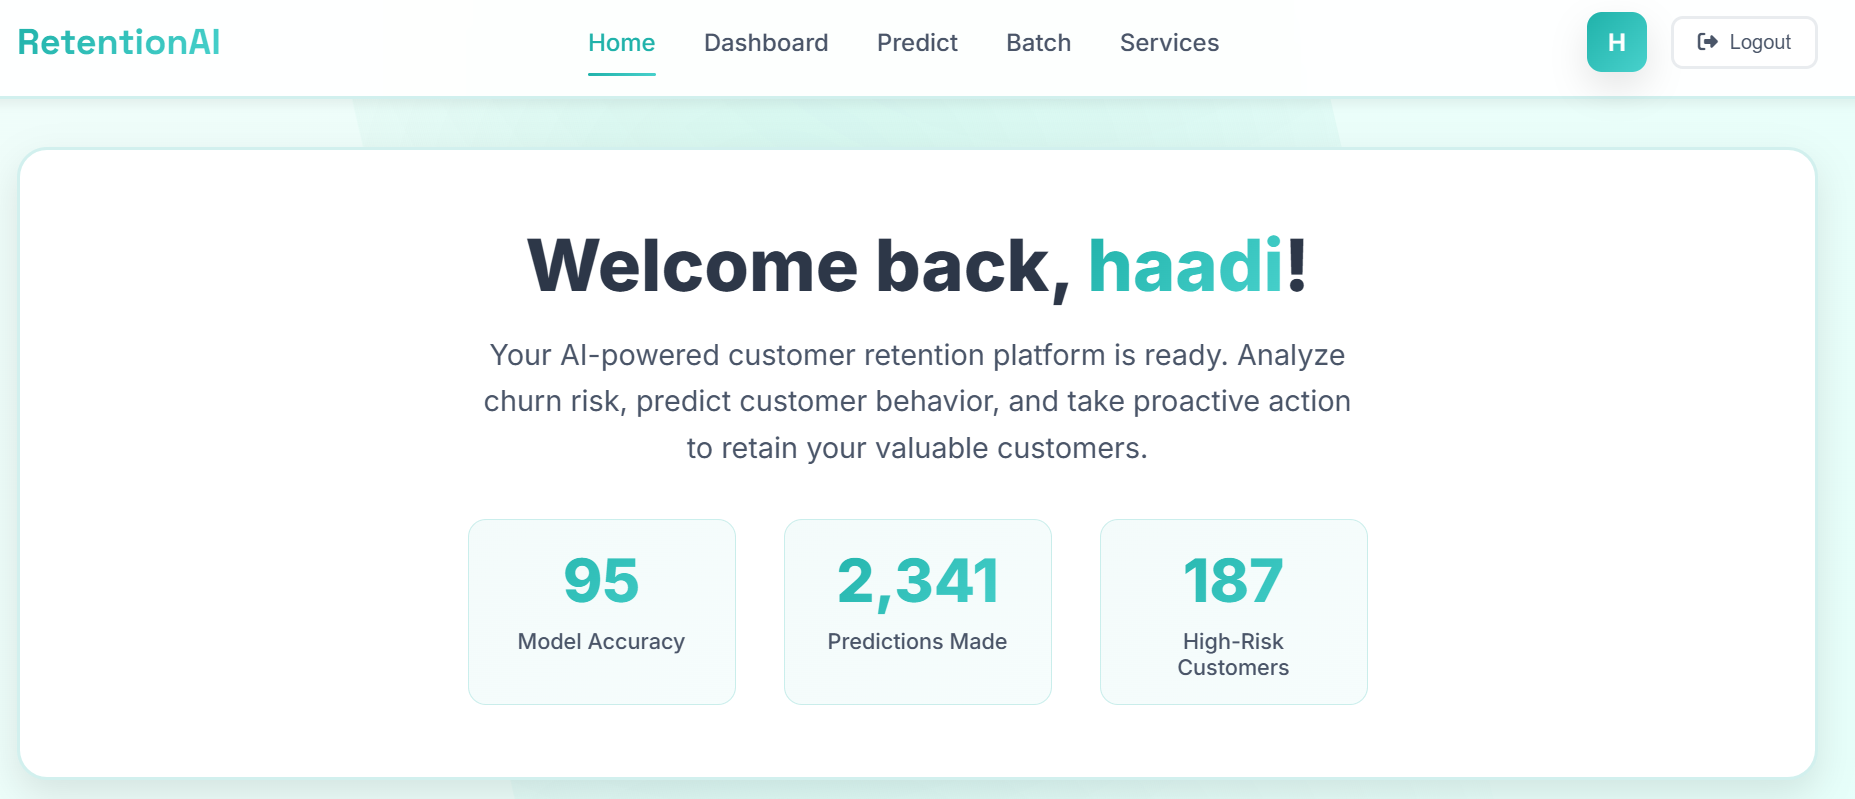 RetentionAI
Home
Dashboard
Predict
Batch
Services
H
Logout
Welcome back, haadi!
Your AI-powered customer retention platform is ready. Analyze
churn risk, predict customer behavior, and take proactive action
to retain your valuable customers.
95
Model Accuracy
2,341
Predictions Made
187
High-Risk
Customers